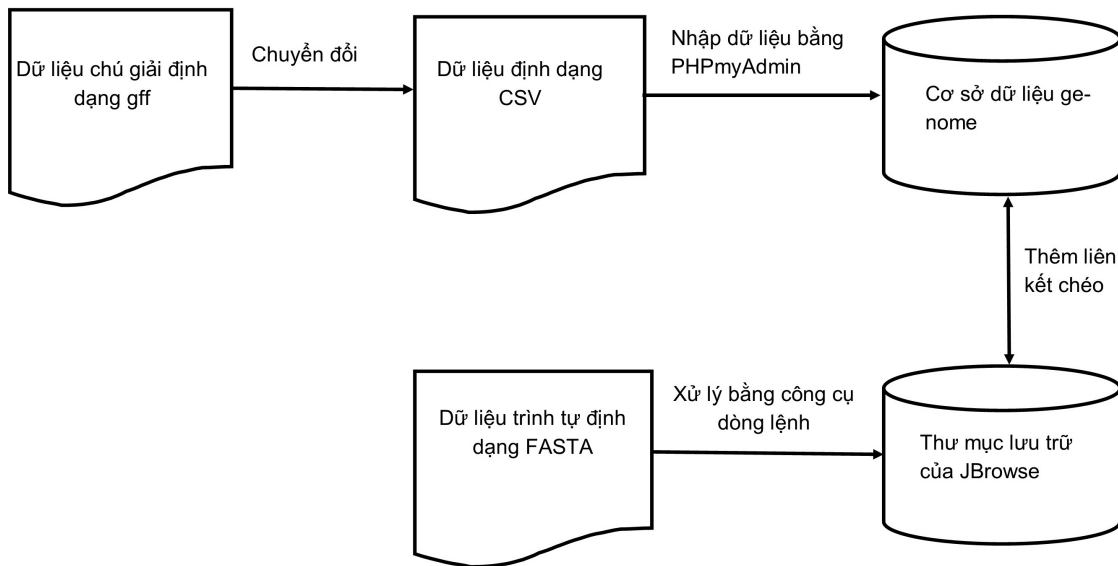 Dữ liệu chú giải định
dạng gff
Chuyển đổi
Dữ liệu định dạng
CSV
Nhập dữ liệu bằng
PHPmyAdmin
Cơ sở dữ liệu ge-
nome
Thêm liên
kết chéo
Dữ liệu trình tự định
dạng FASTA
Xử lý bằng công cụ
dòng lệnh
Thư mục lưu trữ
của JBrowse